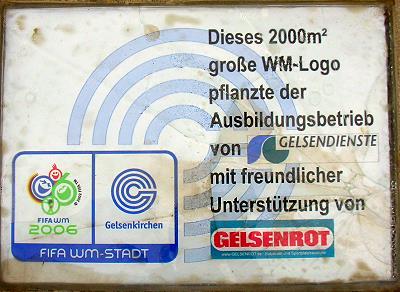 Dieses 2000m²
große WM-Logo
pflanzte der
Ausbildungsbetrieb
von GELSENDIENSTE
mit freundlicher
Unterstützung von
GELSENROT
FIFA WM
2006
Gelsenkirchen
FIFA WM-STADT